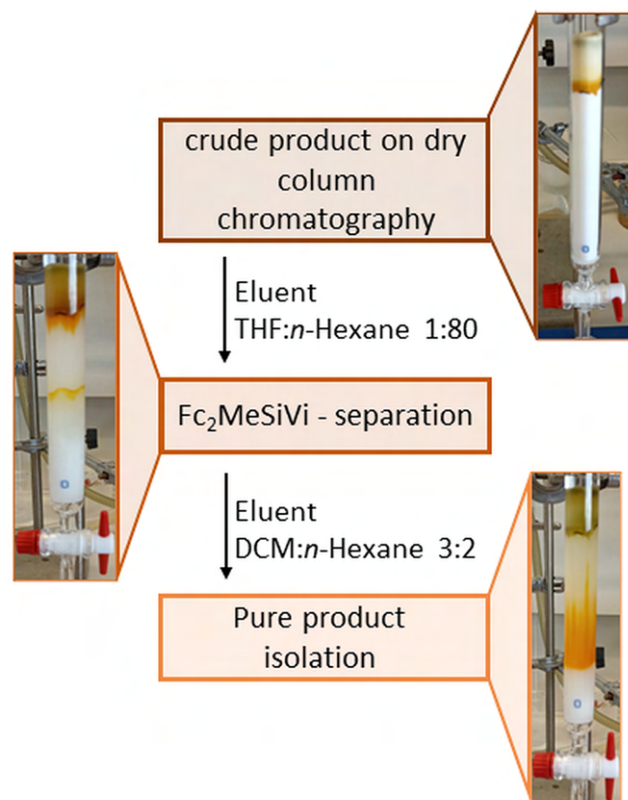 crude product on dry
column
chromatography
Eluent
THF:n-Hexane 1:80
Fc₂MeSiVi - separation
Eluent
DCM:n-Hexane 3:2
Pure product
isolation